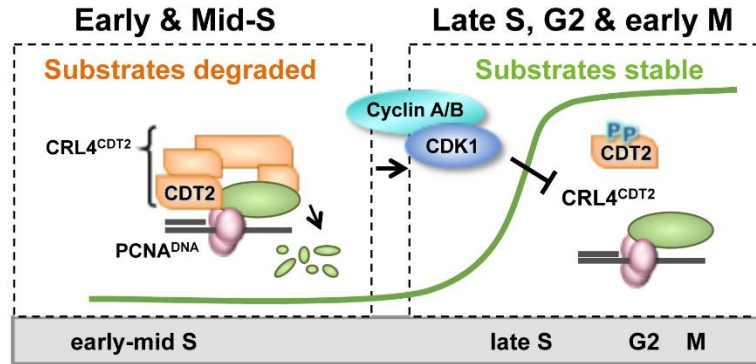 Early & Mid-S
Late S, G2 & early M
Substrates degraded
Substrates stable
CRL4CDT2
CDT2
PCNADNA
Cyclin A/B
CDK1
PP
CDT2
CRL4CDT2
early-mid S
late S
G2
M